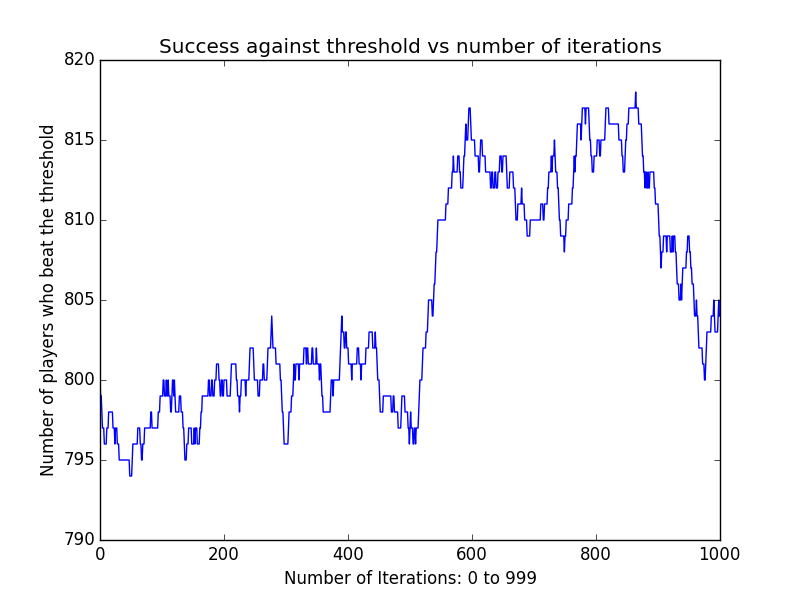 Success against threshold vs number of iterations
820
815
810
805
800
795
790
Number of players who beat the threshold
0 200 400 600 800 1000
Number of Iterations: 0 to 999